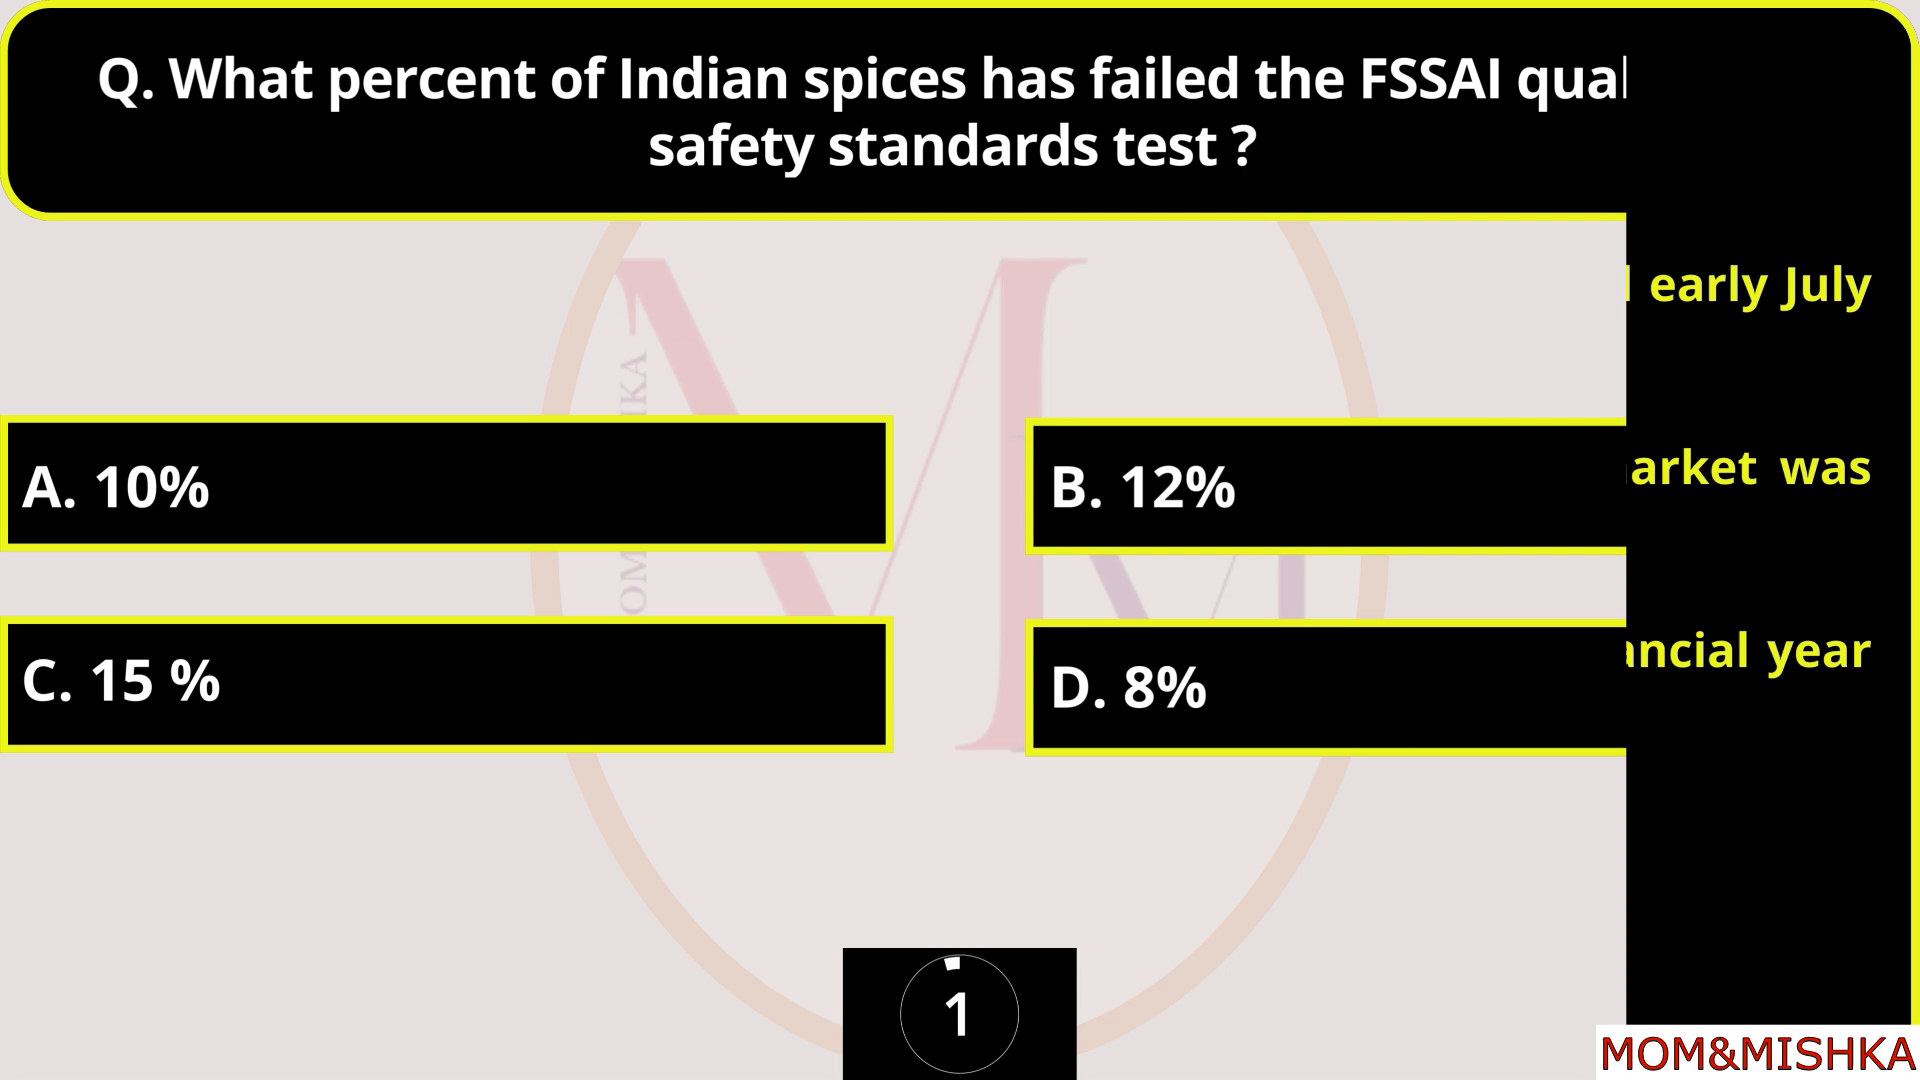 Q. What percent of Indian spices has failed the FSSAI qual
safety standards test ?
early July
A. 10%
B. 12%
arket was
C. 15 %
D. 8%
ancial year
1
MOM&MISHKA